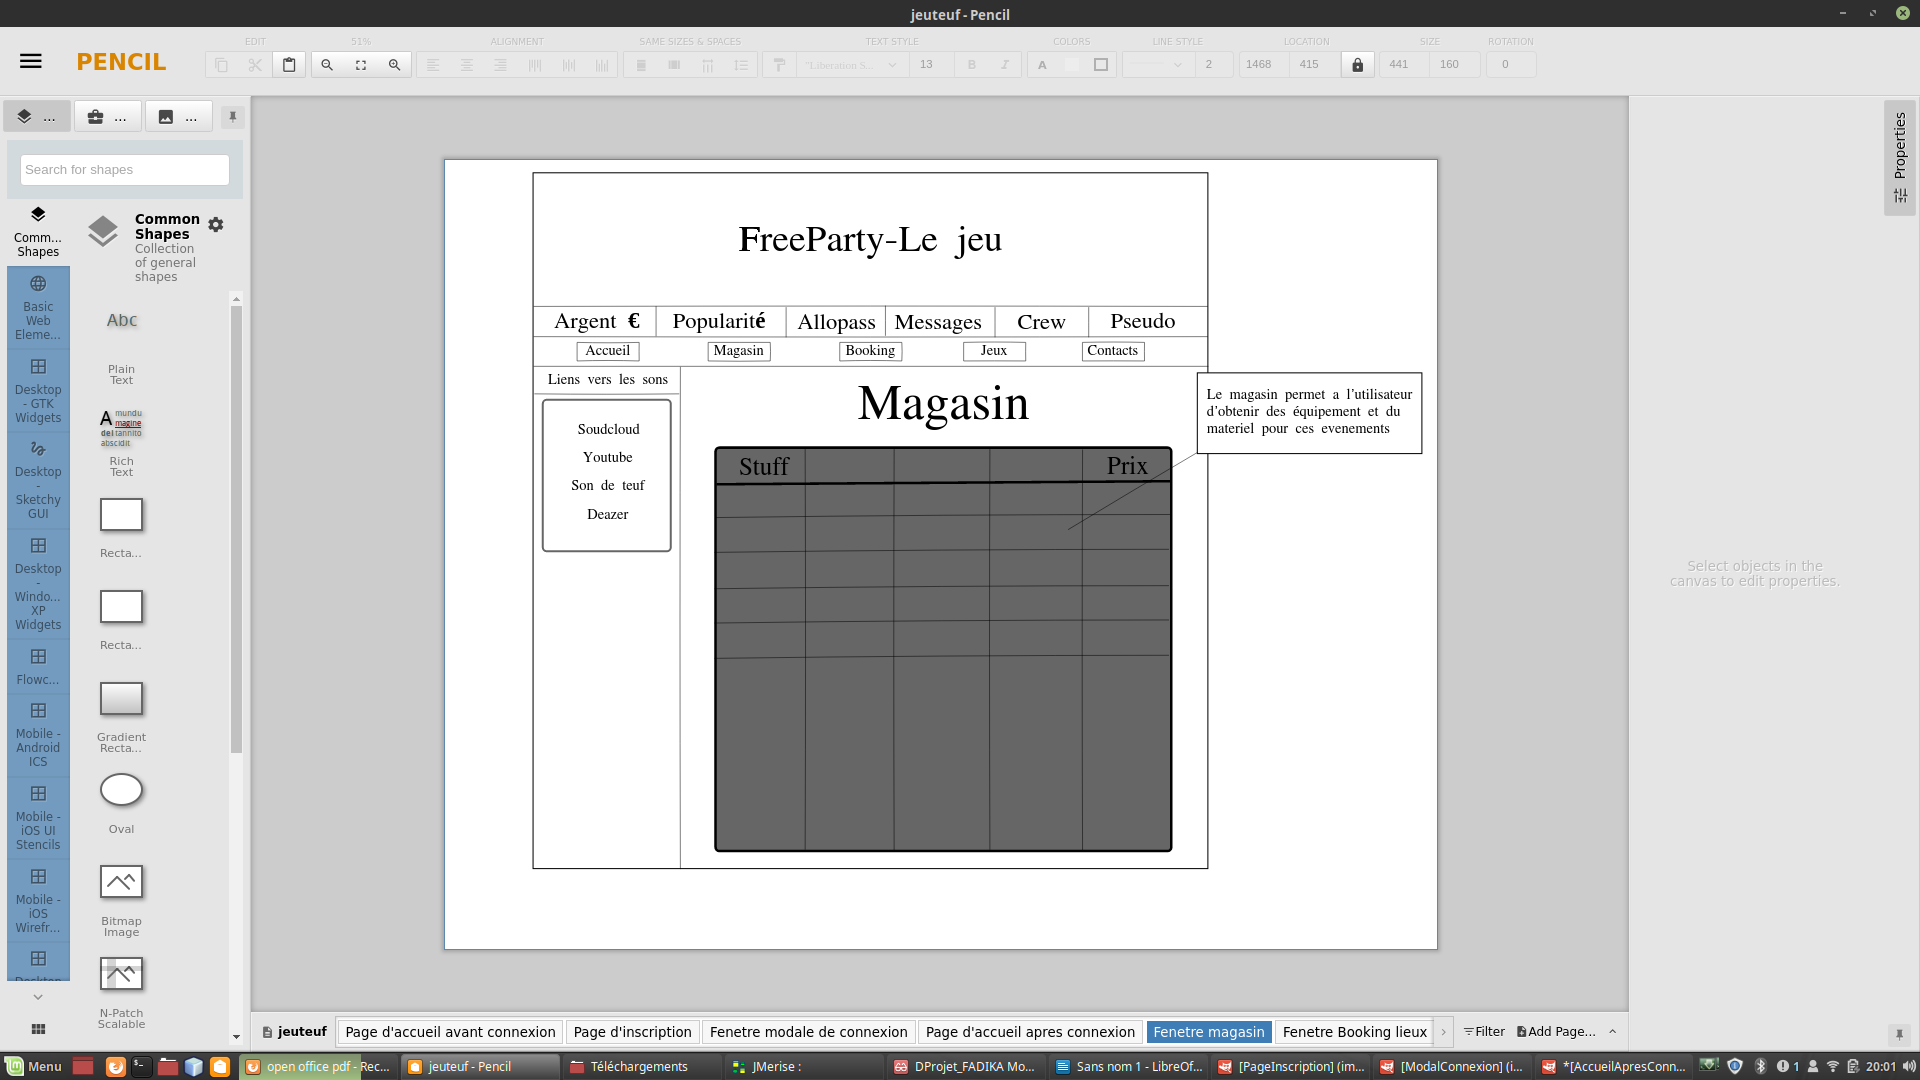 jeuteuf - Pencil
PENCIL
EDIT
51%
ALIGNMENT
SAME SIZES & SPACES
TEXT STYLE
COLORS
LINE STYLE
LOCATION
SIZE
ROTATION
"Liberation S...
13
B
I
A
2
1468
415
441
160
0
...
...
...
Search for shapes
Comm...
Shapes
Basic
Web
Eleme...
Desktop
- GTK
Widgets
Desktop
-
Sketchy
GUI
Desktop
-
Windo...
XP
Widgets
Flowc...
Mobile -
Android
ICS
Mobile -
iOS UI
Stencils
Mobile -
iOS
Wirefr...
Desktop
Common
Shapes
Collection
of general
shapes
Abc
Plain
Text
A
mundu
magine
del tannito
abscidit
Rich
Text
Recta...
Recta...
Gradient
Recta...
Oval
Bitmap
Image
N-Patch
Scalable
FreeParty-Le jeu
Argent €
Popularité
Allopass
Messages
Crew
Pseudo
Accueil
Magasin
Booking
Jeux
Contacts
Liens vers les sons
Soudcloud
Youtube
Son de teuf
Deazer
Magasin
Stuff
Prix
Le magasin permet a l'utilisateur
d'obtenir des équipement et du
materiel pour ces evenements
Properties
Select objects in the
canvas to edit properties.
jeuteuf
Page d'accueil avant connexion
Page d'inscription
Fenetre modale de connexion
Page d'accueil apres connexion
Fenetre magasin
Fenetre Booking lieux
Filter
Add Page...
Menu
open office pdf - Rec...
jeuteuf - Pencil
Téléchargements
JMerise :
DProjet_FADIKA Mo...
Sans nom 1 - LibreOf...
[PageInscription] (im...
[ModalConnexion] (i...
*[AccueilApresConn...
1
20:01